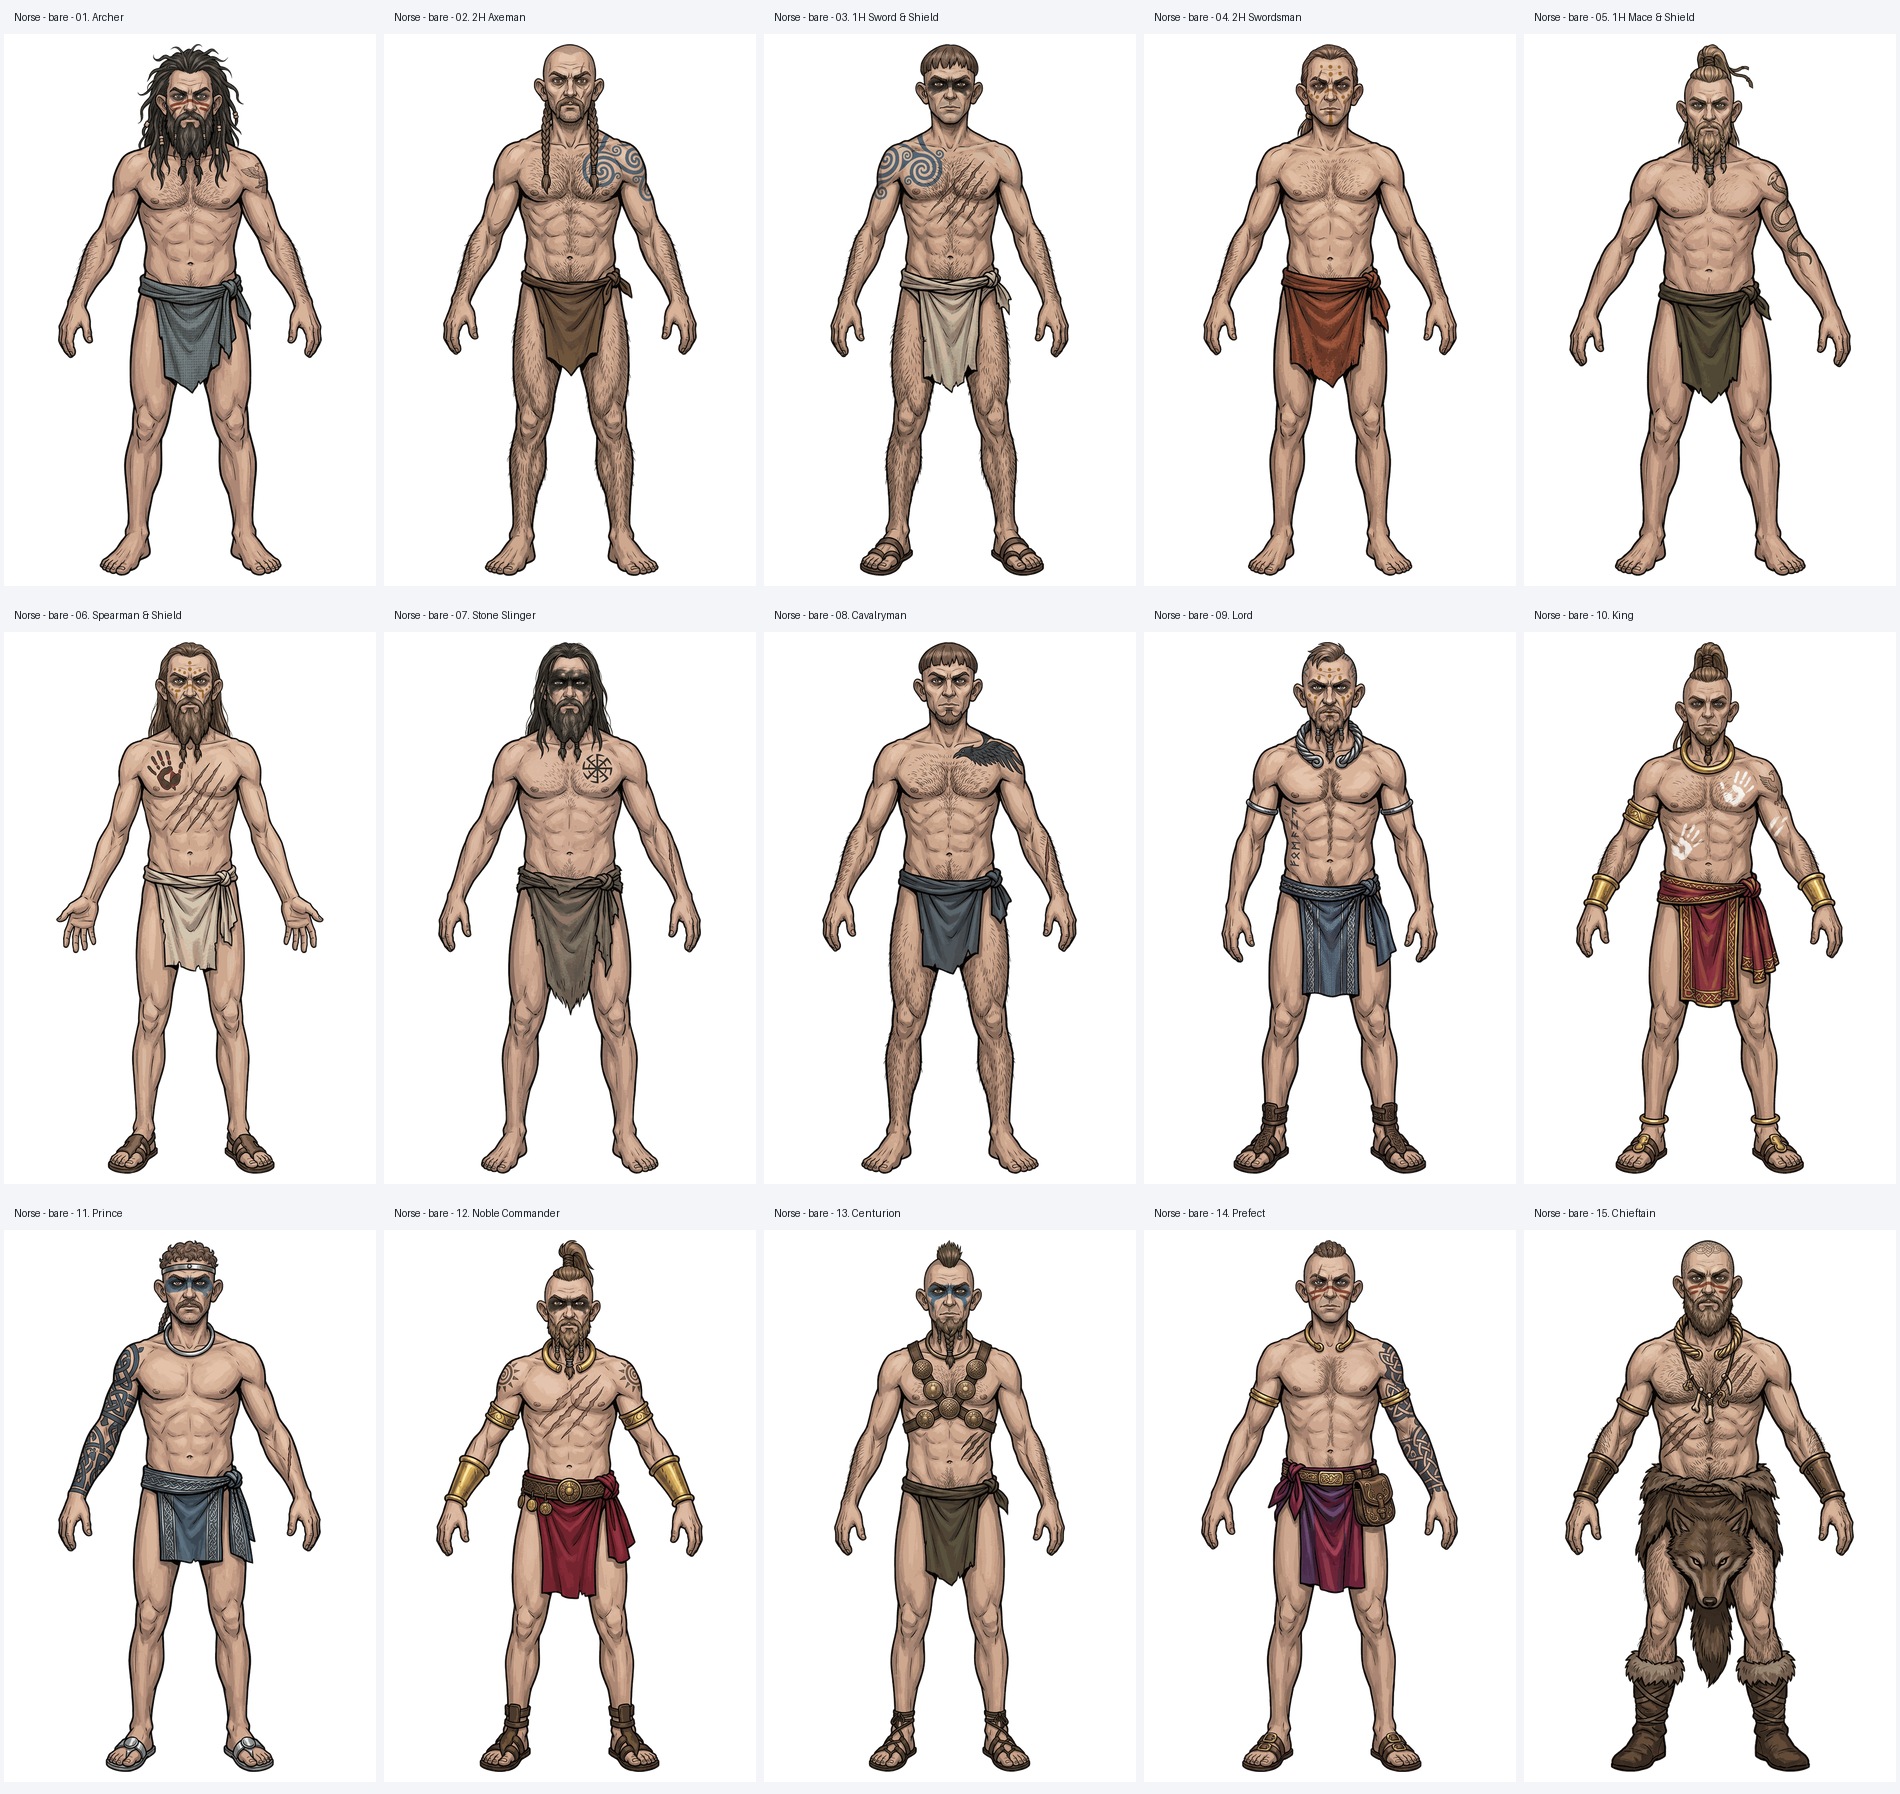 Norse - bare - 01. Archer
Norse - bare - 02. 2H Axeman
Norse - bare - 03. 1H Sword & Shield
Norse - bare - 04. 2H Swordsman
Norse - bare - 05. 1H Mace & Shield
Norse - bare - 06. Spearman & Shield
Norse - bare - 07. Stone Slinger
Norse - bare - 08. Cavalryman
Norse - bare - 09. Lord
Norse - bare - 10. King
Norse - bare - 11. Prince
Norse - bare - 12. Noble Commander
Norse - bare - 13. Centurion
Norse - bare - 14. Prefect
Norse - bare - 15. Chieftain